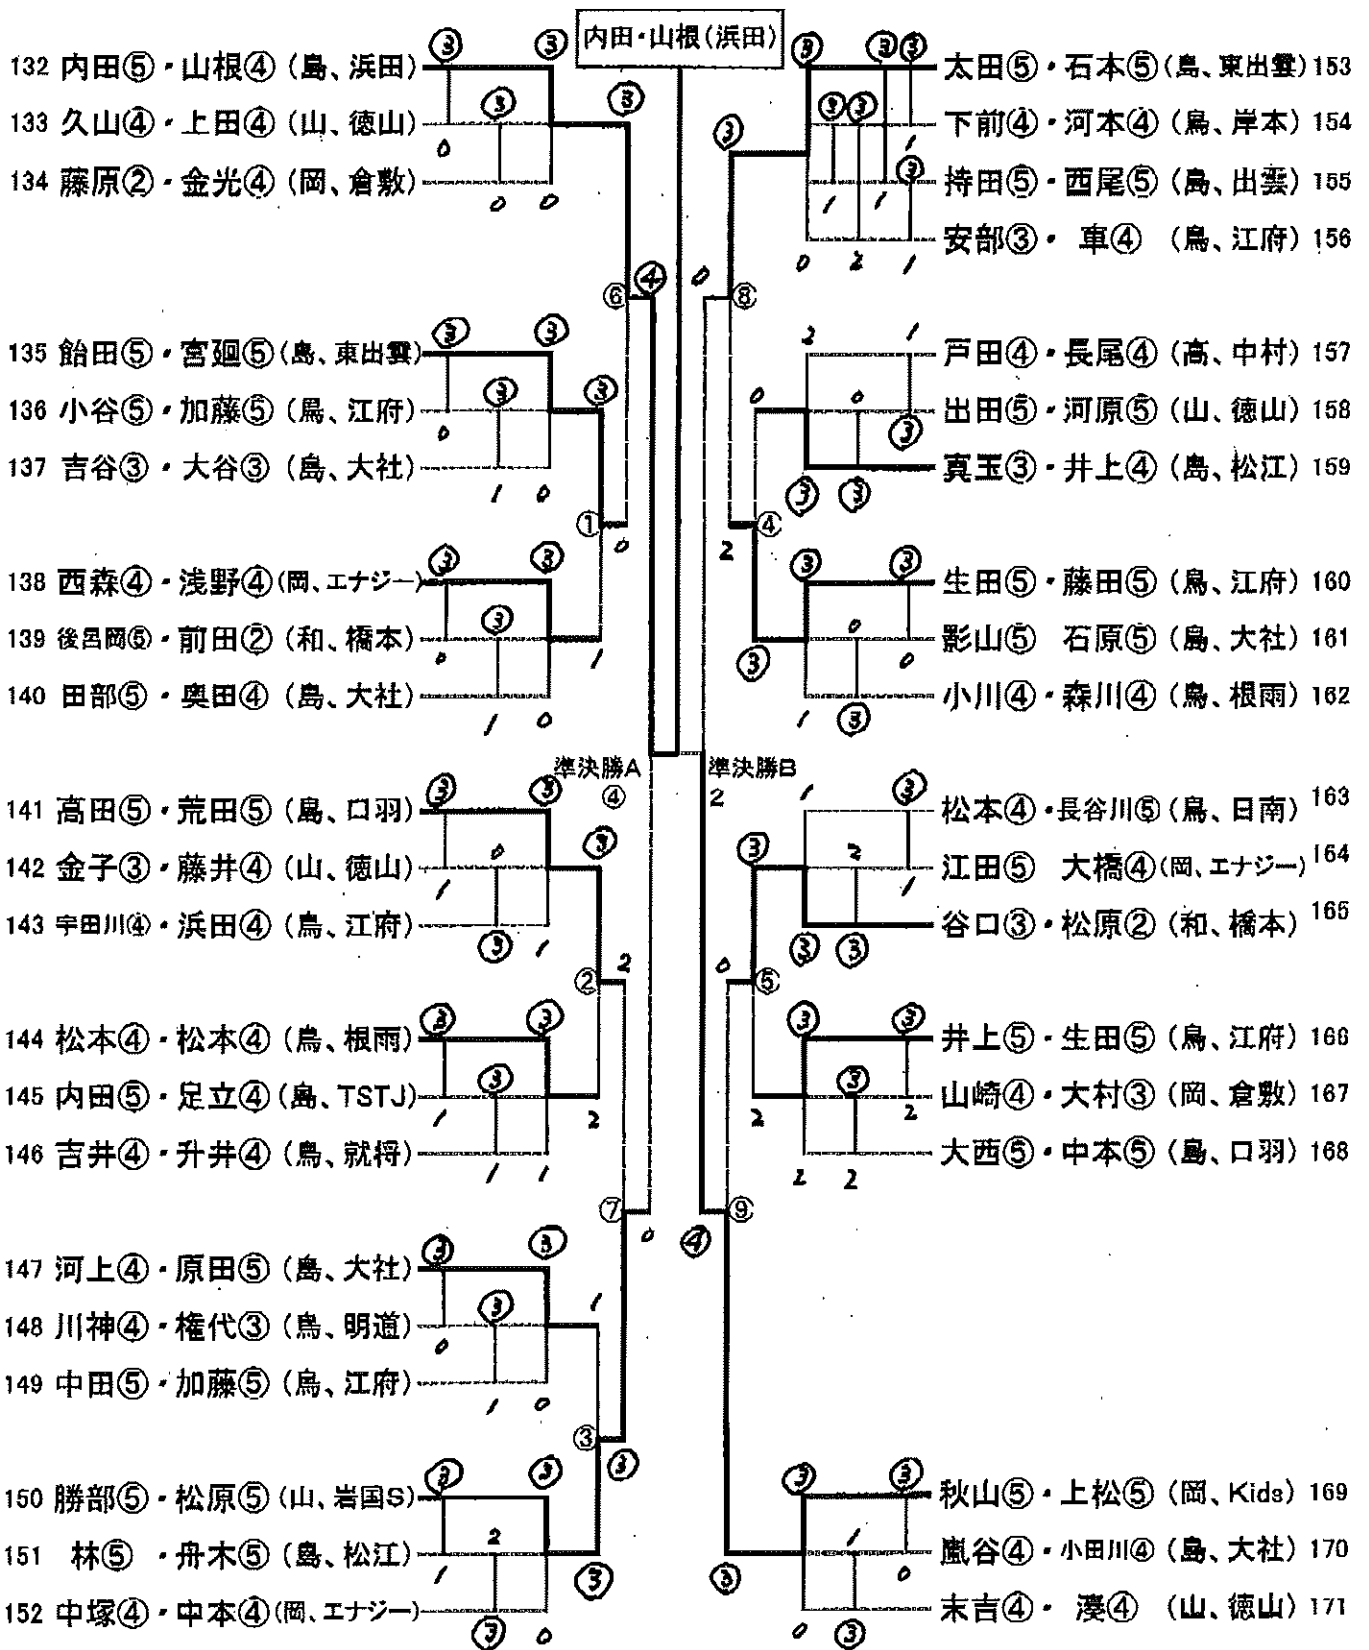 内田・山根(浜田)
132 内田⑤・山根④ (島、浜田)
133 久山④・上田④ (山、徳山)
134 藤原②・金光④ (岡、倉敷)
135 飴田⑤・宮廻⑤ (島、東出雲)
136 小谷⑤・加藤⑤ (鳥、江府)
137 吉谷③・大谷③ (島、大社)
138 西森④・浅野④ (岡、エナジー)
139 後呂岡⑤・前田② (和、橋本)
140 田部⑤・奥田④ (島、大社)
141 高田⑤・荒田⑤ (島、口羽)
142 金子③・藤井④ (山、徳山)
143 宇田川④・浜田④ (鳥、江府)
144 松本④・松本④ (鳥、根雨)
145 内田⑤・足立④ (島、TSTJ)
146 吉井④・升井④ (鳥、就将)
147 河上④・原田⑤ (島、大社)
148 川神④・権代③ (鳥、明道)
149 中田⑤・加藤⑤ (鳥、江府)
150 勝部⑤・松原⑤ (山、岩国S)
151 林⑤・舟木⑤ (島、松江)
152 中塚④・中本④ (岡、エナジー)
準決勝A
④
準決勝B
2
太田⑤・石本⑤ (島、東出雲) 153
下前④・河本④ (鳥、岸本) 154
持田⑤・西尾⑤ (島、出雲) 155
安部③・車④ (鳥、江府) 156
戸田④・長尾④ (高、中村) 157
出田⑤・河原⑤ (山、徳山) 158
真玉③・井上④ (島、松江) 159
生田⑤・藤田⑤ (鳥、江府) 160
影山⑤ 石原⑤ (島、大社) 161
小川④・森川④ (鳥、根雨) 162
松本④・長谷川⑤ (鳥、日南) 163
江田⑤ 大橋④ (岡、エナジー) 164
谷口③・松原② (和、橋本) 165
井上⑤・生田⑤ (鳥、江府) 166
山崎④・大村③ (岡、倉敷) 167
大西⑤・中本⑤ (島、口羽) 168
秋山⑤・上松⑤ (岡、Kids) 169
嵐谷④・小田川④ (島、大社) 170
末吉④・湊④ (山、徳山) 171